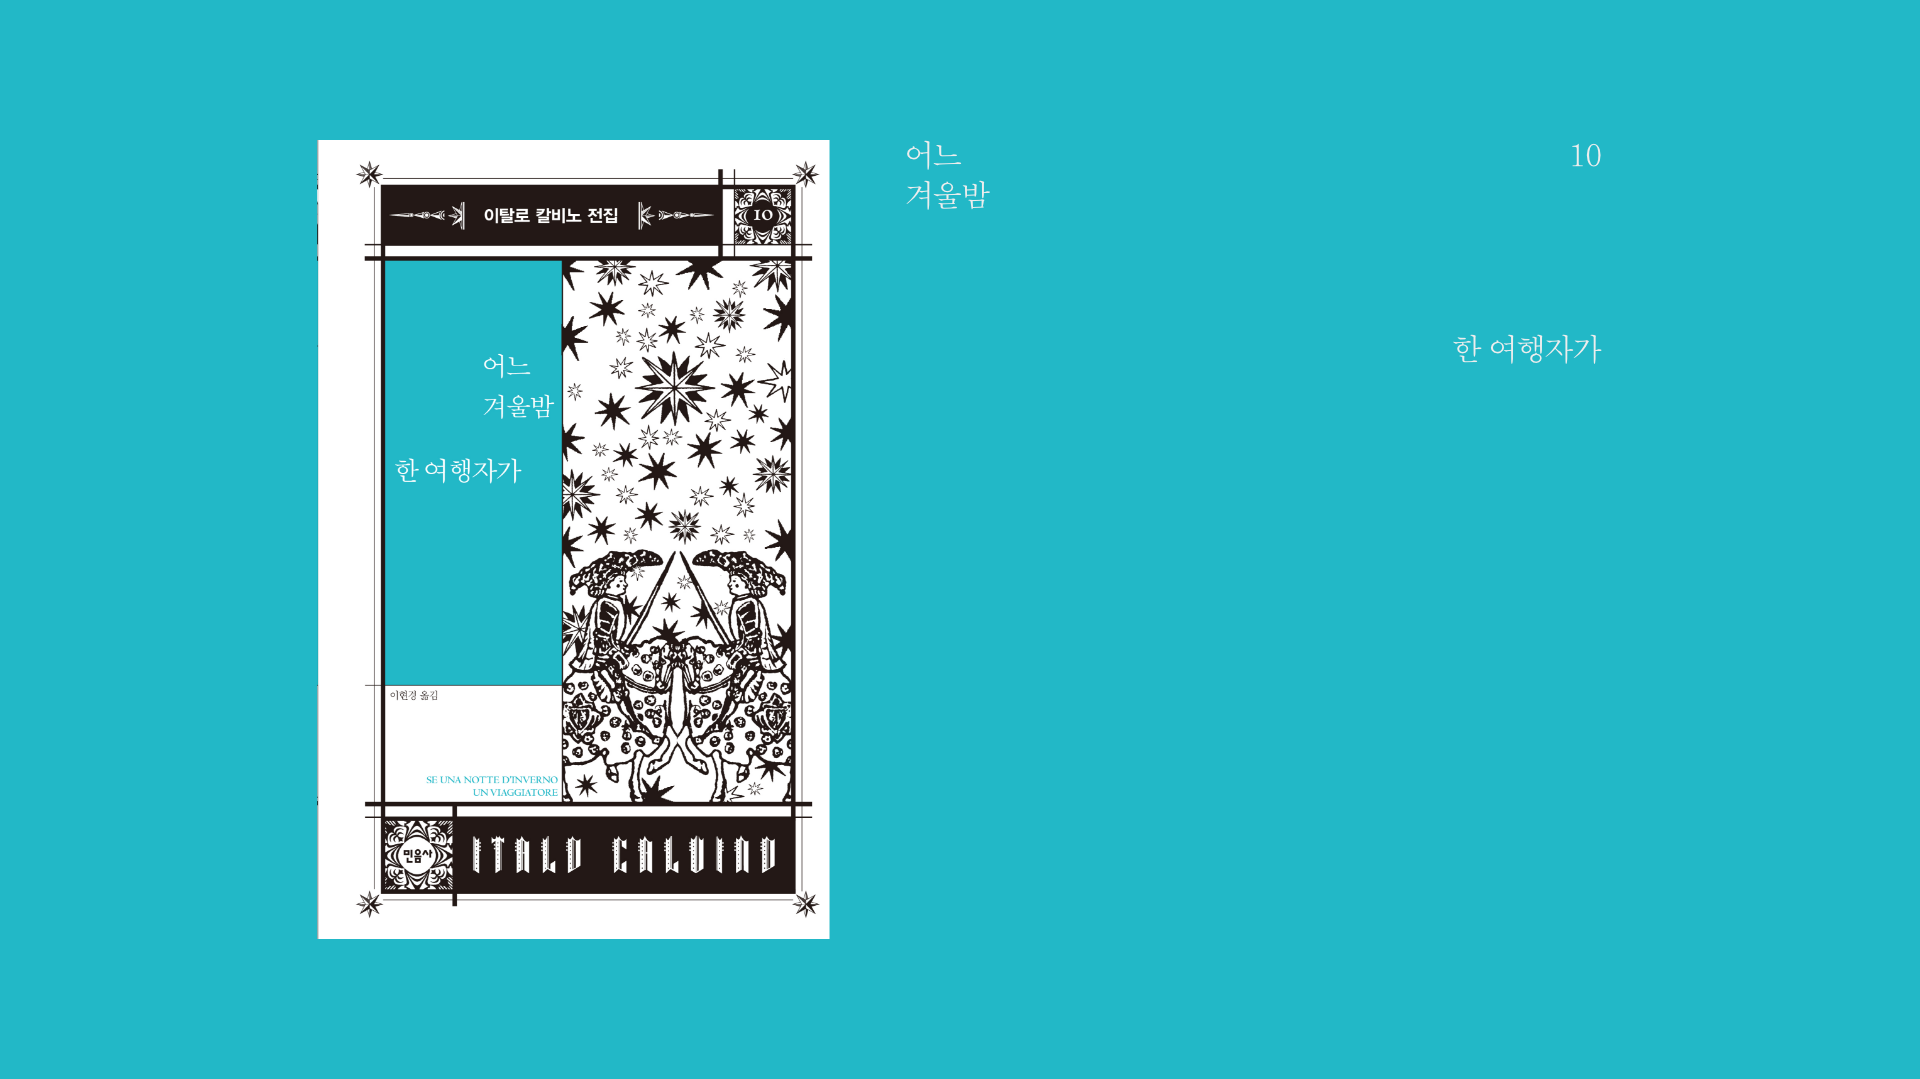 이탈로 칼비노 전집
10
어느
겨울밤
한 여행자가
이현경 옮김
SE UNA NOTTE D'INVERNO
UN VIAGGIATORE
민음사
ITALO CALVINO
어느
겨울밤
10
한 여행자가